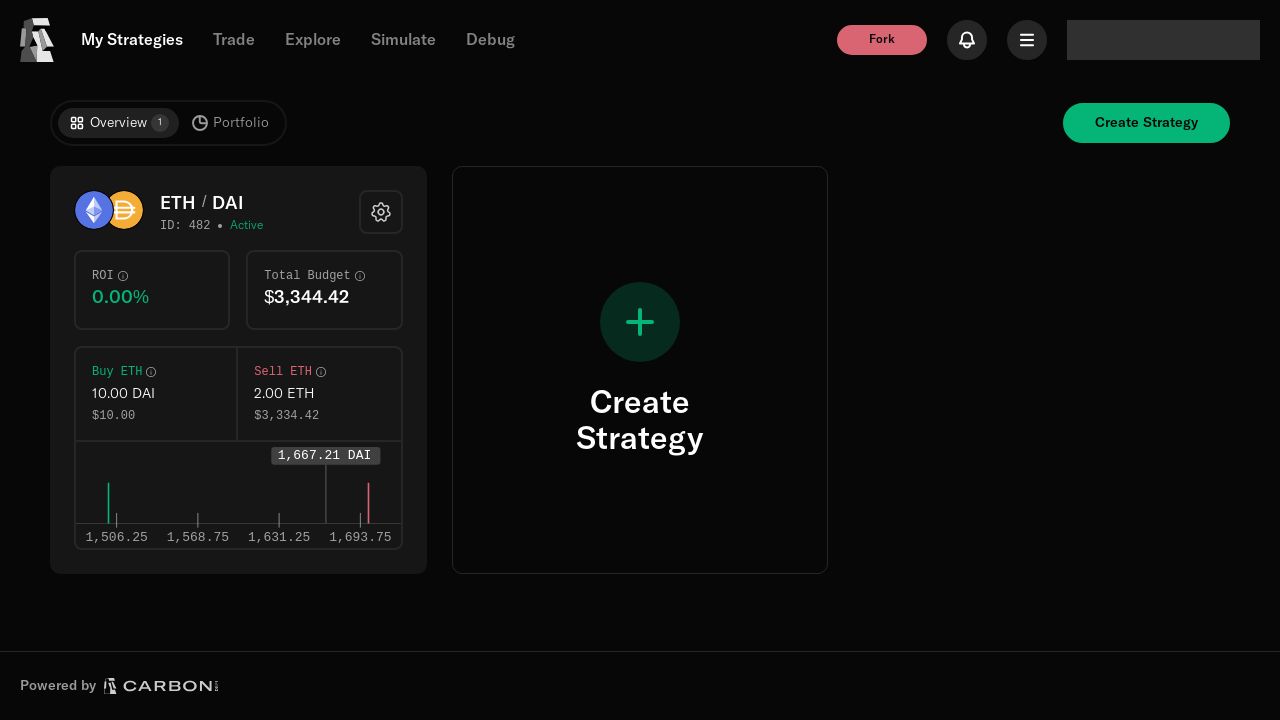 My Strategies Trade Explore Simulate Debug Fork
Overview 1 Portfolio Create Strategy
ETH / DAI
ID: 482 • Active
ROI Total Budget
0.00% $3,344.42
Buy ETH Sell ETH
10.00 DAI 2.00 ETH
$10.00 $3,334.42
1,667.21 DAI
1,506.25 1,568.75 1,631.25 1,693.75
Create
Strategy
Powered by CARBON